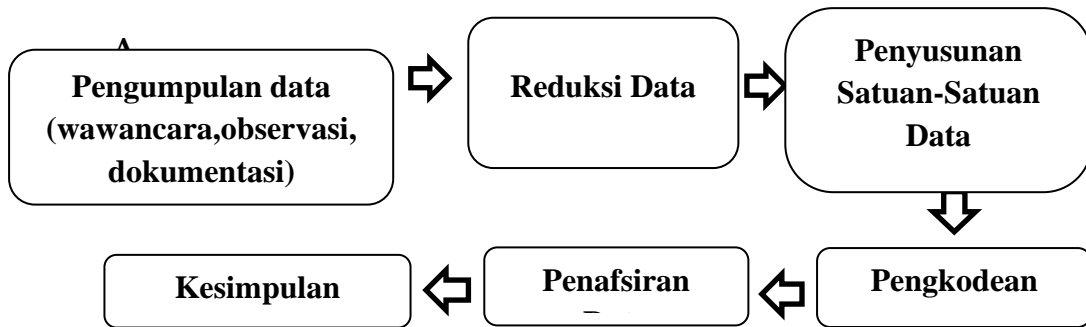 Pengumpulan data
(wawancara,observasi,
dokumentasi)
Reduksi Data
Penyusunan
Satuan-Satuan
Data
Pengkodean
Penafsiran
Kesimpulan